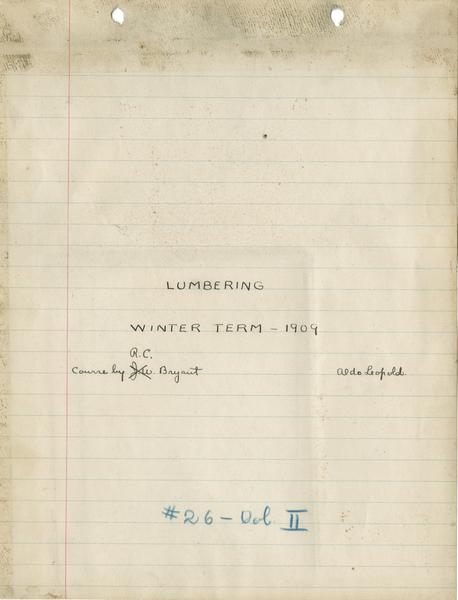 LUMBERING
WINTER TERM - 1909
R.C.
Course by J.W. Bryant
Aldo Leopold.
#26 - Vol. II